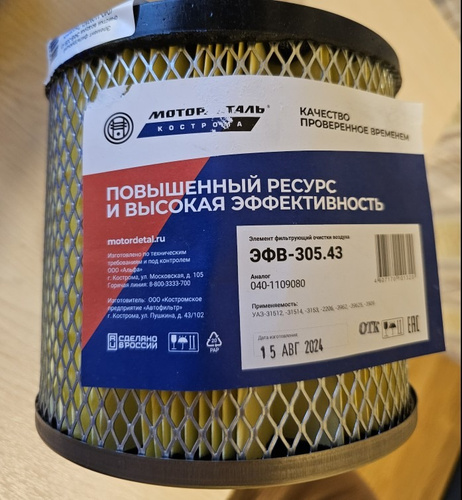 МОТОРДЕТАЛЬ
КОСТРОМА
КАЧЕСТВО
ПРОВЕРЕННОЕ ВРЕМЕНЕМ
ПОВЫШЕННЫЙ РЕСУРС
И ВЫСОКАЯ ЭФФЕКТИВНОСТЬ
motordetal.ru
Изготовлено по техническим
требованиями и под контролем
ООО «Альфа»
г. Кострома, ул. Московская, д. 105
Горячая линия: 8-800-3333-700
Изготовитель: ООО «Костромское
предприятие «Автофильтр»
г. Кострома, ул. Пушкина, д. 43/102
СДЕЛАНО
В РОССИИ
20
PAP
Элемент фильтрующий очистки воздуха
ЭФВ-305.43
Аналог
040-1109080
Применяемость:
УАЗ-31512, -31514, -3153, -2206,
Дата изготовления:
15 АВГ 2024
ОТК
EAC